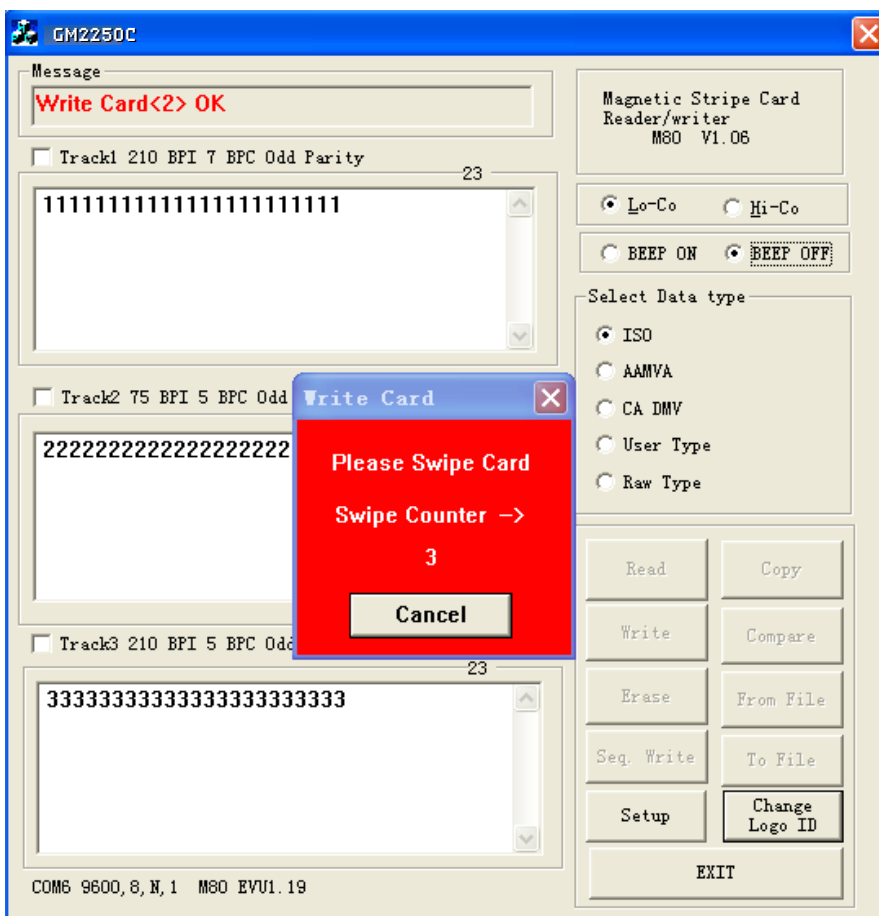 GM2250C
Message
Write Card<2> OK
Track1 210 BPI 7 BPC Odd Parity
23
11111111111111111111111
Track2 75 BPI 5 BPC Odd
2222222222222222222
Track3 210 BPI 5 BPC Odd
23
33333333333333333333333
COM6 9600,8,N,1 M80 EVU1.19
Write Card
Please Swipe Card
Swipe Counter —>
3
Cancel
Magnetic Stripe Card
Reader/writer
M80 V1.06
Lo-Co Hi-Co
BEEP ON BEEP OFF
Select Data type
ISO
AAMVA
CA DMV
User Type
Raw Type
Read Copy
Write Compare
Erase From File
Seq. Write To File
Setup Change
Logo ID
EXIT